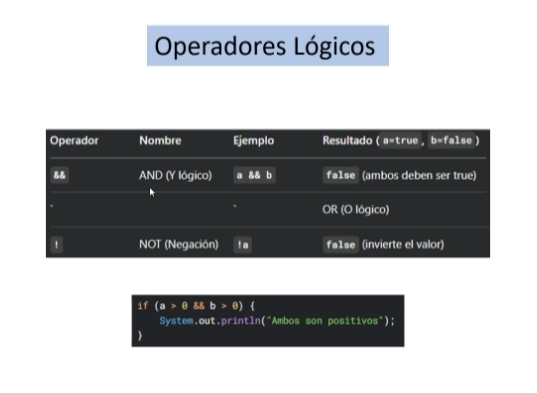 Operadores Lógicos
Operador Nombre Ejemplo Resultado ( a=true , b=false )
&& AND (Y lógico) a && b false (ambos deben ser true)
` ` OR (O lógico)
! NOT (Negación) !a false (invierte el valor)
if (a > 0 && b > 0) {
System.out.println("Ambos son positivos");
}